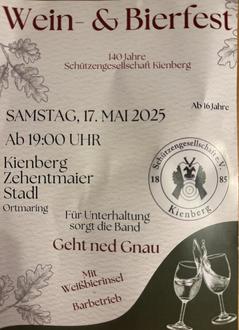 Wein- & Bierfest
140 Jahre
Schützengesellschaft Kienberg
Ab 16 Jahre
SAMSTAG, 17. MAI 2025
Ab 19:00 UHR
Kienberg
Zehentmaier
Stadl
Ortmaring
Schützengesellschaft e.V.
18 85
Kienberg
Für Unterhaltung
sorgt die Band
Geht ned Gnau
Mit
Weißbierinsel
-
Barbetrieb